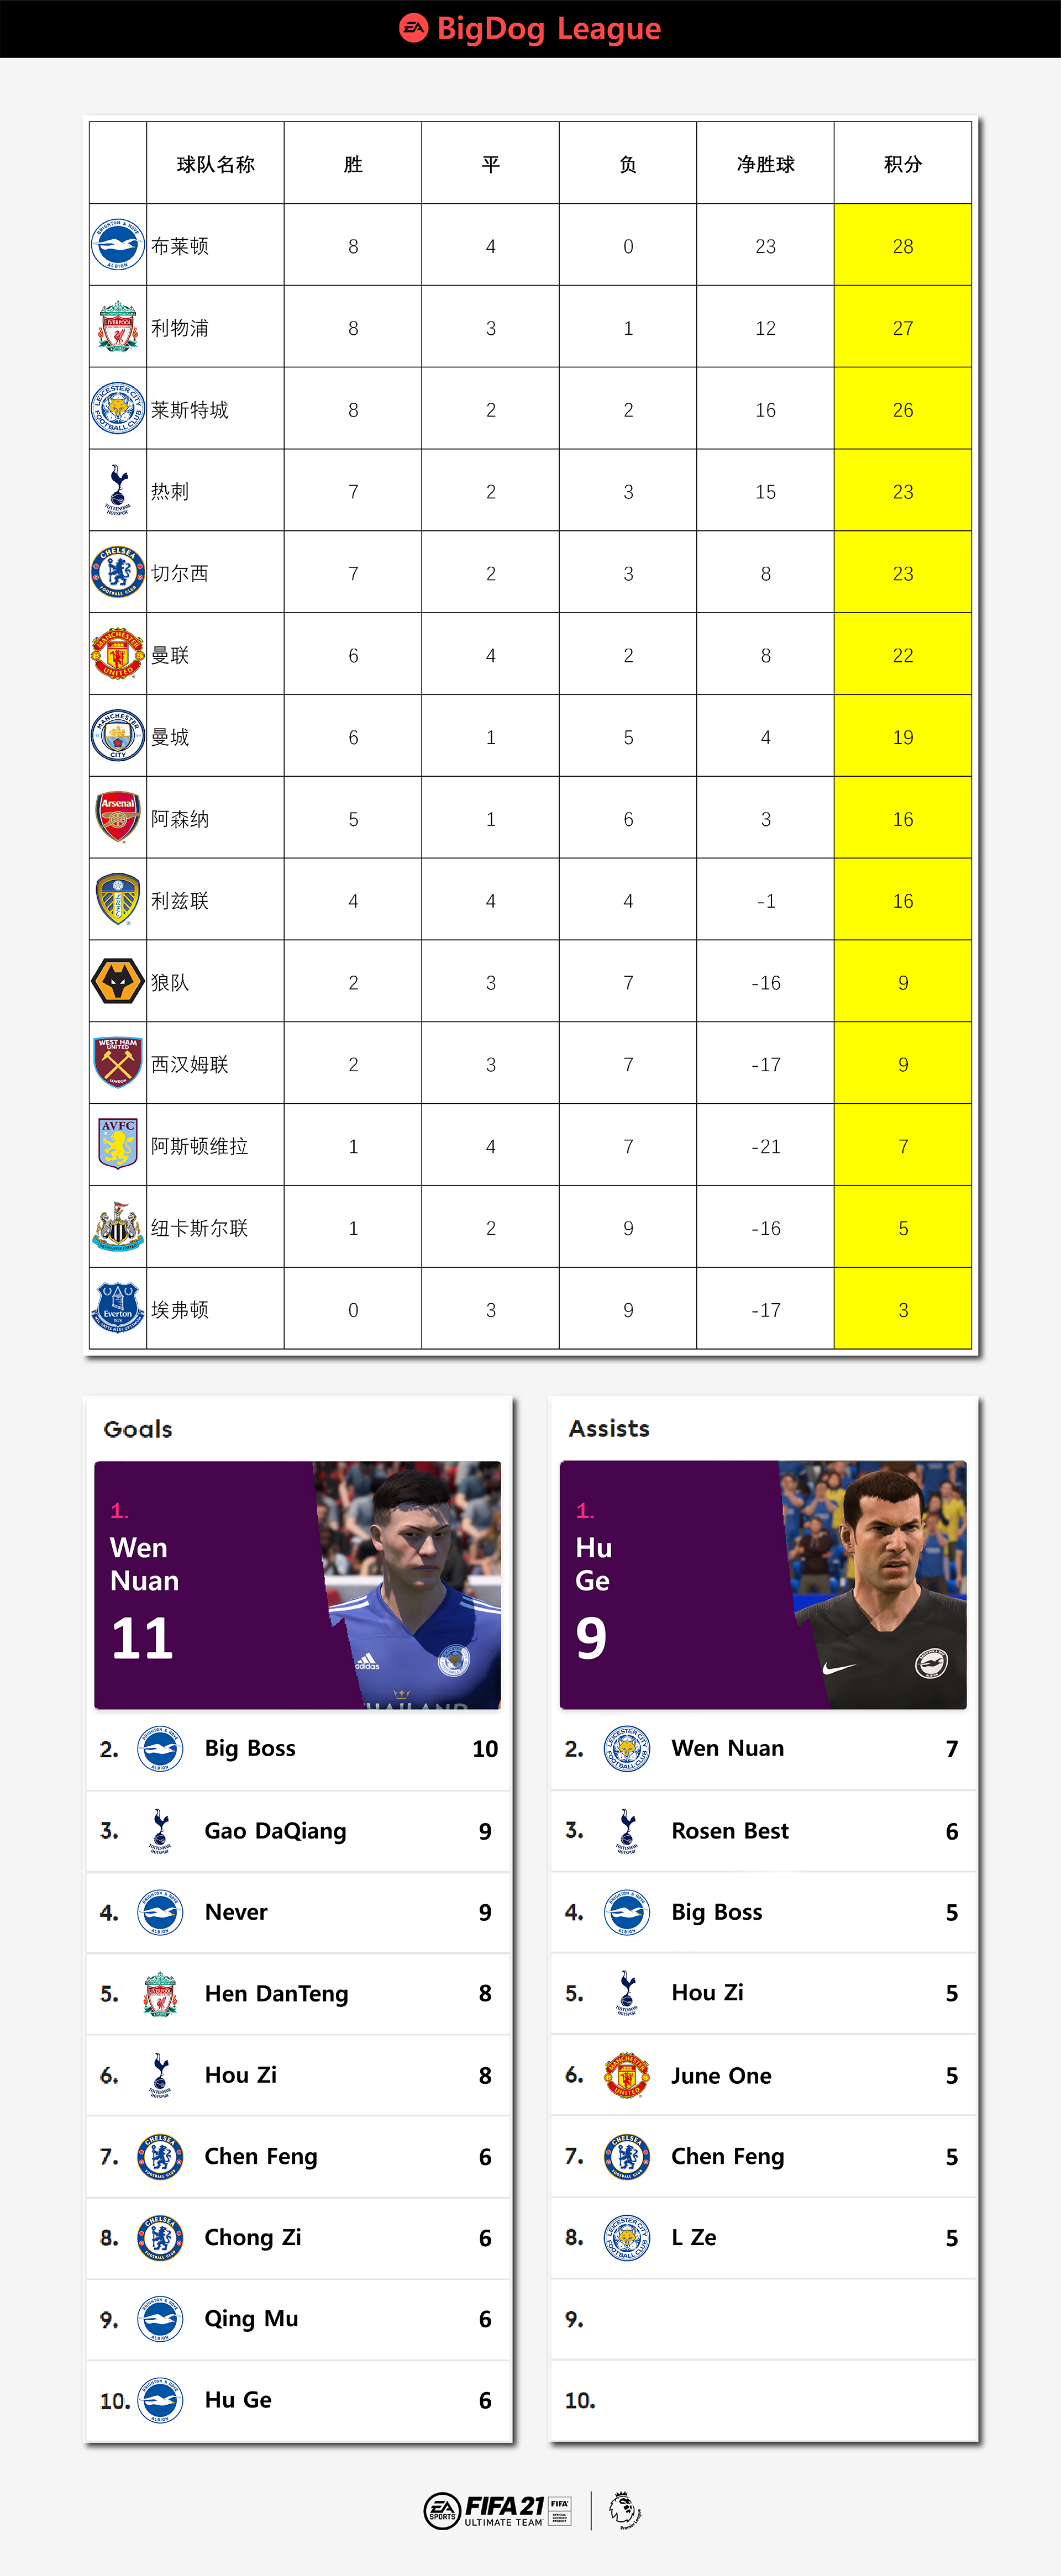 EA BigDog League
球队名称 胜 平 负 净胜球 积分
布莱顿 8 4 0 23 28
利物浦 8 3 1 12 27
莱斯特城 8 2 2 16 26
热刺 7 2 3 15 23
切尔西 7 2 3 8 23
曼联 6 4 2 8 22
曼城 6 1 5 4 19
阿森纳 5 1 6 3 16
利兹联 4 4 4 -1 16
狼队 2 3 7 -16 9
西汉姆联 2 3 7 -17 9
阿斯顿维拉 1 4 7 -21 7
纽卡斯尔联 1 2 9 -16 5
埃弗顿 0 3 9 -17 3
Goals
1.
Wen
Nuan
11
adidas
THAILAND
2. Big Boss 10
3. Gao DaQiang 9
4. Never 9
5. Hen DanTeng 8
6. Hou Zi 8
7. Chen Feng 6
8. Chong Zi 6
9. Qing Mu 6
10. Hu Ge 6
Assists
1.
Hu
Ge
9
2. Wen Nuan 7
3. Rosen Best 6
4. Big Boss 5
5. Hou Zi 5
6. June One 5
7. Chen Feng 5
8. L Ze 5
9.
10.
EA SPORTS FIFA 21 FIFA
ULTIMATE TEAM
Premier League